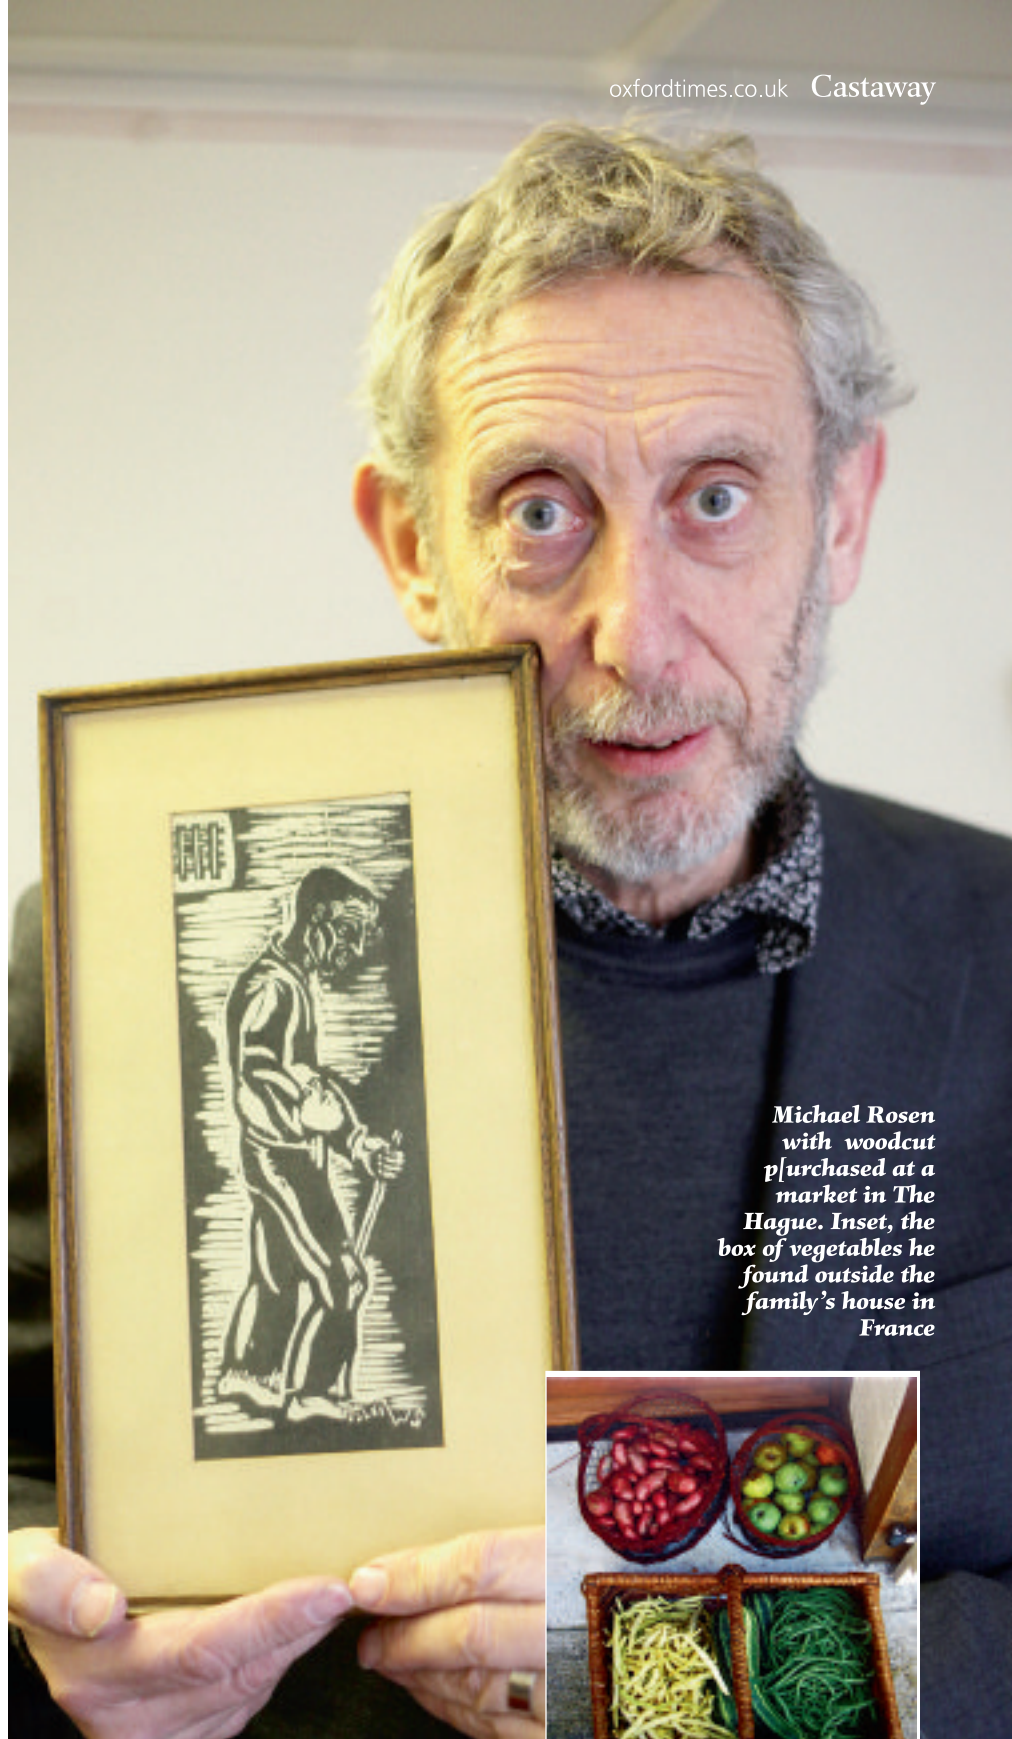 oxfordtimes.co.uk Castaway
Michael Rosen
with woodcut
p[urchased at a
market in The
Hague. Inset, the
box of vegetables he
found outside the
family's house in
France